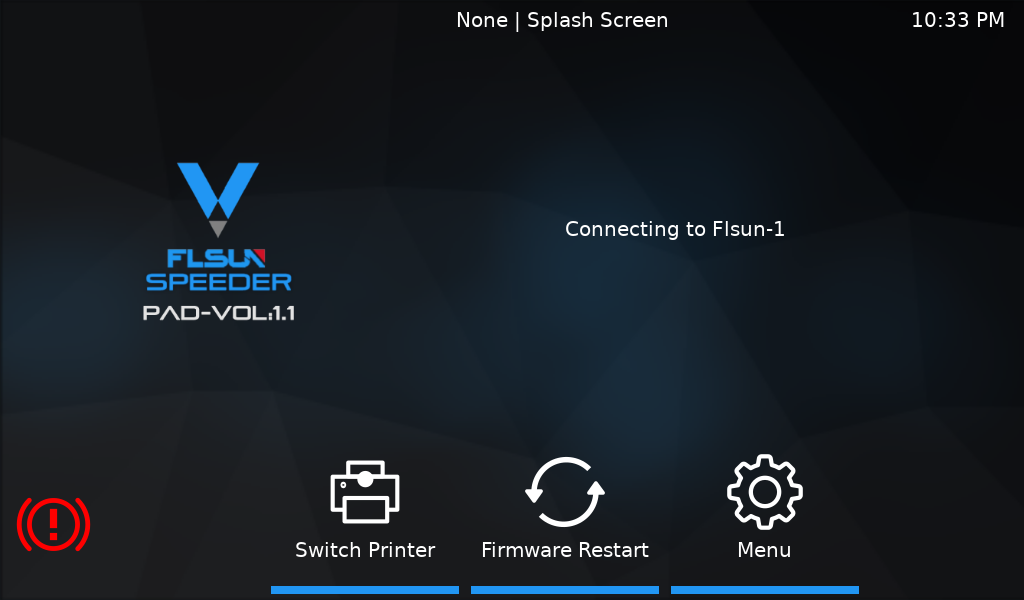 None | Splash Screen
10:33 PM
FLSUN
SPEEDER
PAD-VOL:1.1
Connecting to Flsun-1
Switch Printer
Firmware Restart
Menu